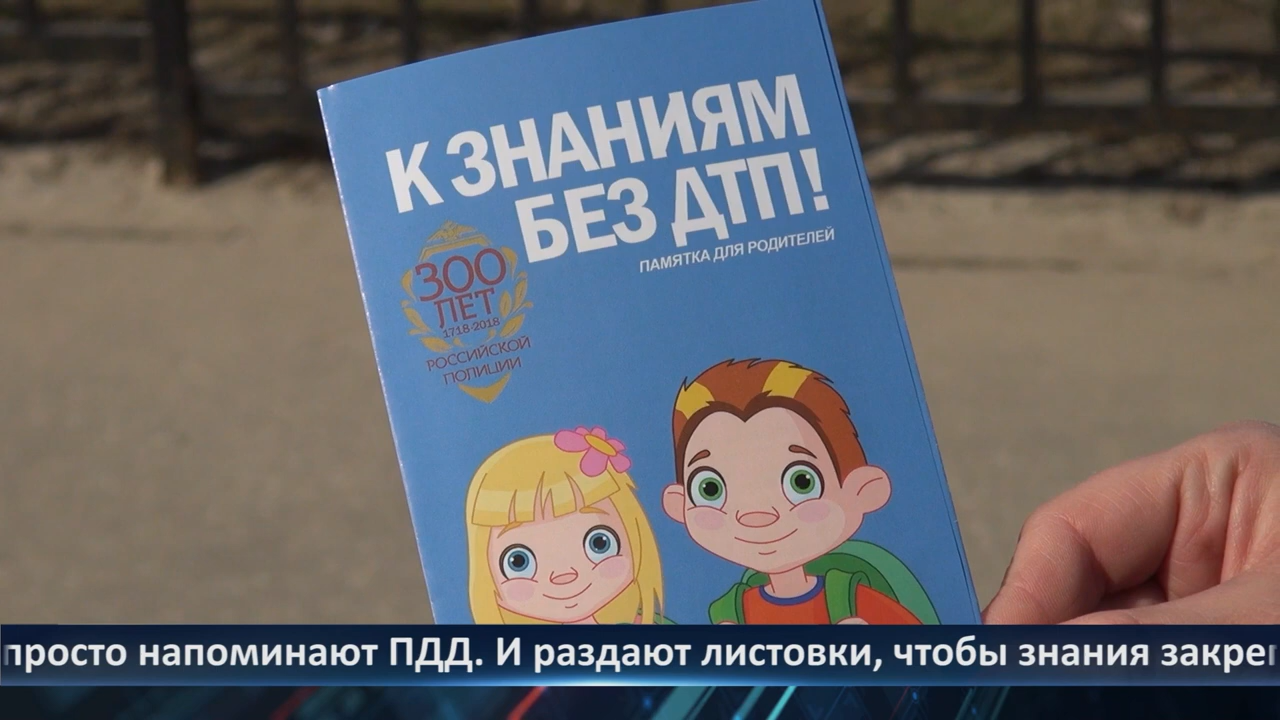 К ЗНАНИЯМ
БЕЗ ДТП!
ПАМЯТКА ДЛЯ РОДИТЕЛЕЙ
300
ЛЕТ
1718-2018
РОССИЙСКОЙ
ПОЛИЦИИ
просто напоминают ПДД. И раздают листовки, чтобы знания